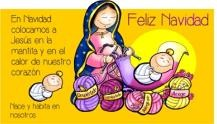 En Navidad
colocamos a
Jesús en la
mantita y en el
calor de nuestro
corazón
Nace y habita en
nosotros
Feliz Navidad